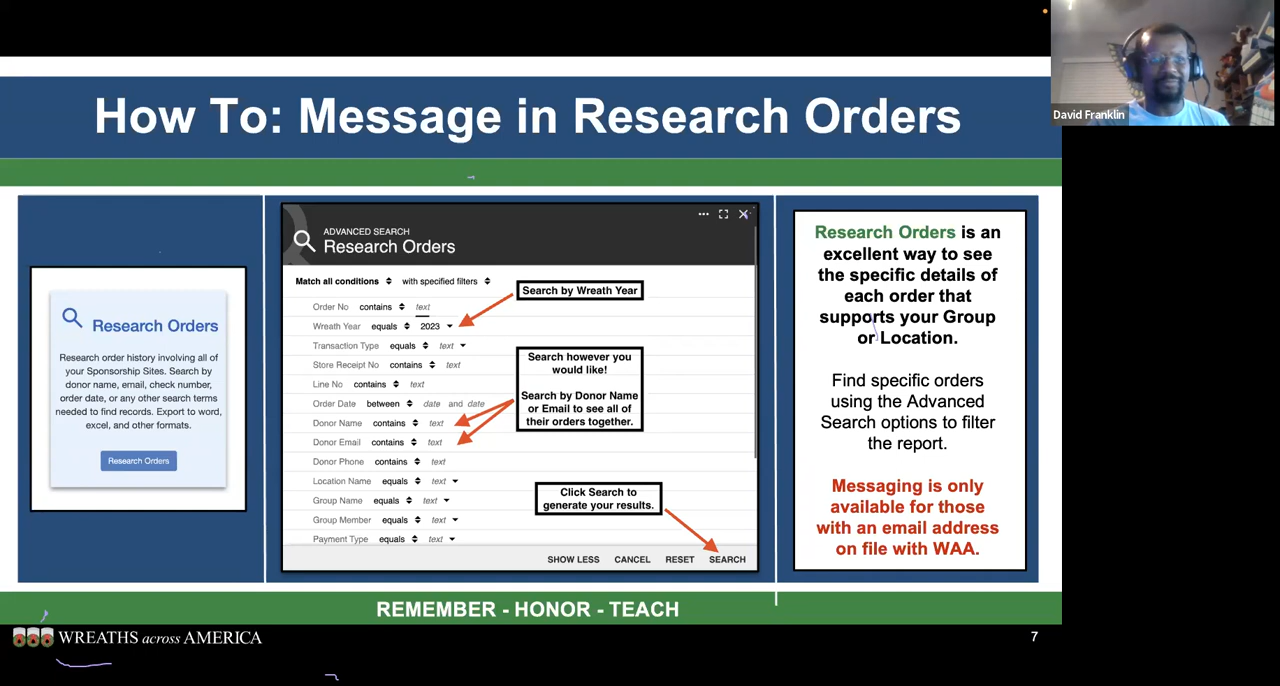 How To: Message in Research Orders
David Franklin
Research Orders
Research order history involving all of
your Sponsorship Sites. Search by
donor name, email, check number,
order date, or any other search terms
needed to find records. Export to word,
excel, and other formats.
Research Orders
ADVANCED SEARCH
Research Orders
Match all conditions with specified filters
Order No contains text
Wreath Year equals 2023
Transaction Type equals text
Store Receipt No contains text
Line No contains text
Order Date between date and date
Donor Name contains text
Donor Email contains text
Donor Phone contains text
Location Name equals text
Group Name equals text
Group Member equals text
Payment Type equals text
SHOW LESS CANCEL RESET SEARCH
Search by Wreath Year
Search however you
would like!
Search by Donor Name
or Email to see all of
their orders together.
Click Search to
generate your results.
Research Orders is an
excellent way to see
the specific details of
each order that
supports your Group
or Location.
Find specific orders
using the Advanced
Search options to filter
the report.
Messaging is only
available for those
with an email address
on file with WAA.
REMEMBER - HONOR - TEACH
WREATHS across AMERICA
7